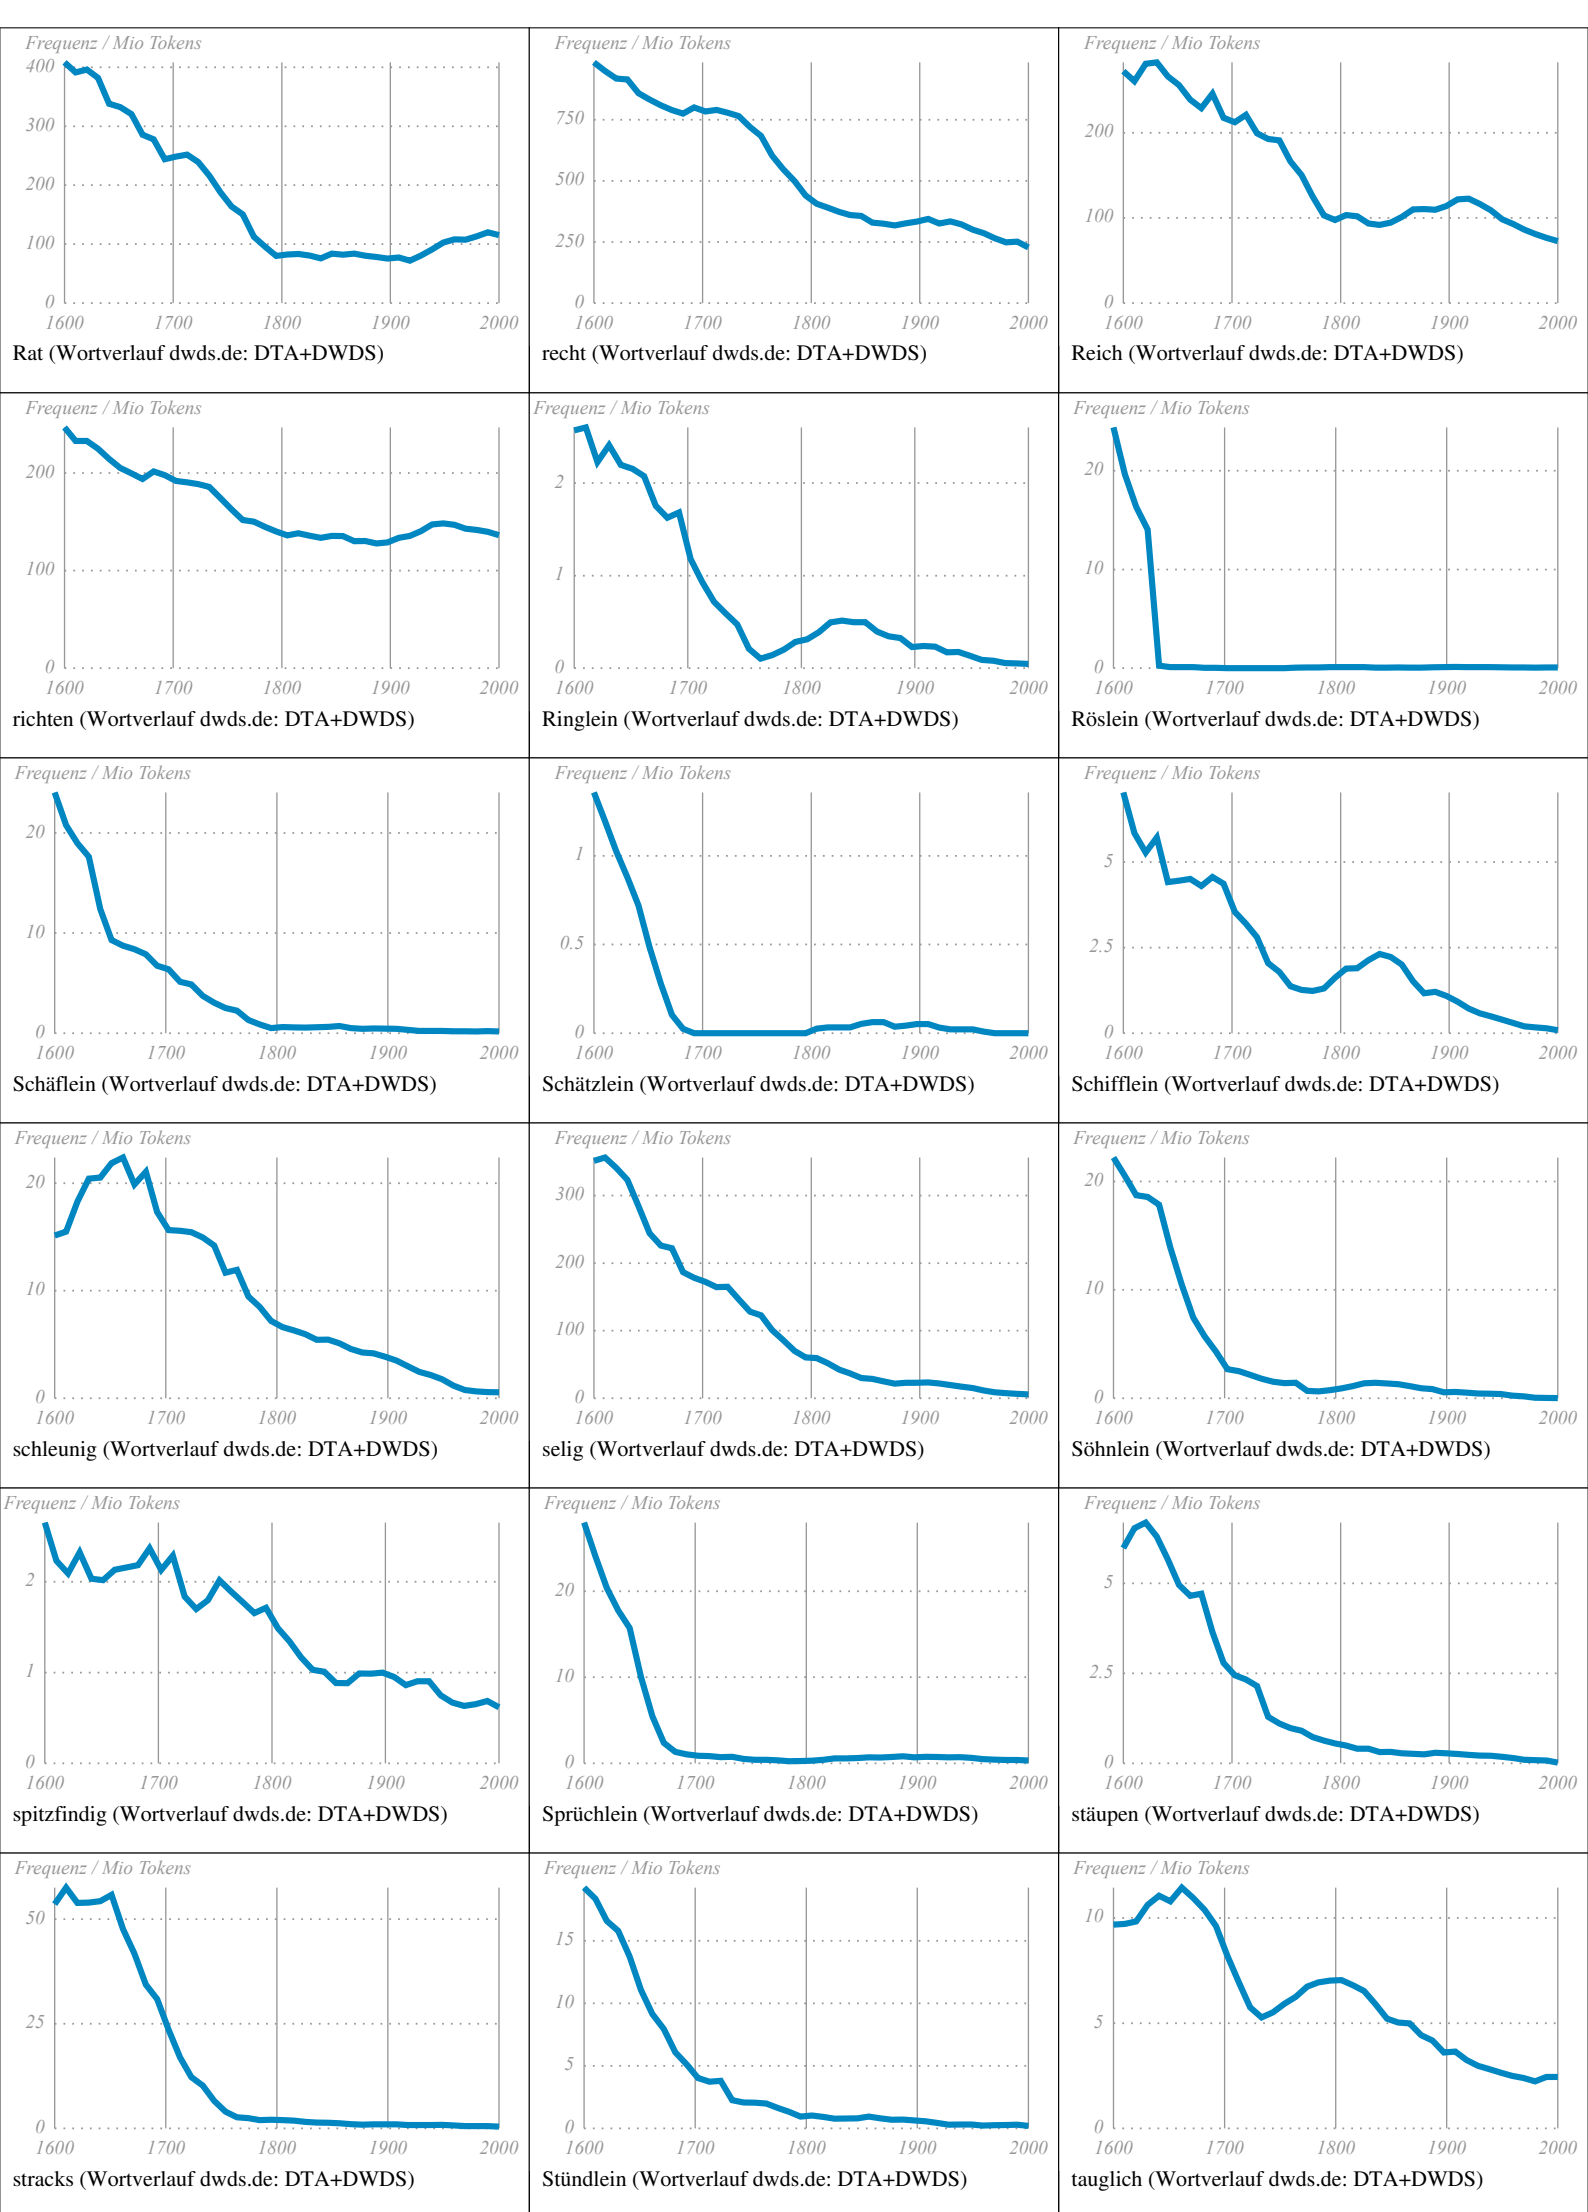 Frequenz / Mio Tokens
400
300
200
100
0
1600 1700 1800 1900 2000
Rat (Wortverlauf dwds.de: DTA+DWDS)
Frequenz / Mio Tokens
750
500
250
0
1600 1700 1800 1900 2000
recht (Wortverlauf dwds.de: DTA+DWDS)
Frequenz / Mio Tokens
200
100
0
1600 1700 1800 1900 2000
Reich (Wortverlauf dwds.de: DTA+DWDS)
Frequenz / Mio Tokens
200
100
0
1600 1700 1800 1900 2000
richten (Wortverlauf dwds.de: DTA+DWDS)
Frequenz / Mio Tokens
2
1
0
1600 1700 1800 1900 2000
Ringlein (Wortverlauf dwds.de: DTA+DWDS)
Frequenz / Mio Tokens
20
10
0
1600 1700 1800 1900 2000
Röslein (Wortverlauf dwds.de: DTA+DWDS)
Frequenz / Mio Tokens
20
10
0
1600 1700 1800 1900 2000
Schäflein (Wortverlauf dwds.de: DTA+DWDS)
Frequenz / Mio Tokens
1
0.5
0
1600 1700 1800 1900 2000
Schätzlein (Wortverlauf dwds.de: DTA+DWDS)
Frequenz / Mio Tokens
5
2.5
0
1600 1700 1800 1900 2000
Schifflein (Wortverlauf dwds.de: DTA+DWDS)
Frequenz / Mio Tokens
20
10
0
1600 1700 1800 1900 2000
schleunig (Wortverlauf dwds.de: DTA+DWDS)
Frequenz / Mio Tokens
300
200
100
0
1600 1700 1800 1900 2000
selig (Wortverlauf dwds.de: DTA+DWDS)
Frequenz / Mio Tokens
20
10
0
1600 1700 1800 1900 2000
Söhnlein (Wortverlauf dwds.de: DTA+DWDS)
Frequenz / Mio Tokens
2
1
0
1600 1700 1800 1900 2000
spitzfindig (Wortverlauf dwds.de: DTA+DWDS)
Frequenz / Mio Tokens
20
10
0
1600 1700 1800 1900 2000
Sprüchlein (Wortverlauf dwds.de: DTA+DWDS)
Frequenz / Mio Tokens
5
2.5
0
1600 1700 1800 1900 2000
stäupen (Wortverlauf dwds.de: DTA+DWDS)
Frequenz / Mio Tokens
50
25
0
1600 1700 1800 1900 2000
stracks (Wortverlauf dwds.de: DTA+DWDS)
Frequenz / Mio Tokens
15
10
5
0
1600 1700 1800 1900 2000
Stündlein (Wortverlauf dwds.de: DTA+DWDS)
Frequenz / Mio Tokens
10
5
0
1600 1700 1800 1900 2000
tauglich (Wortverlauf dwds.de: DTA+DWDS)